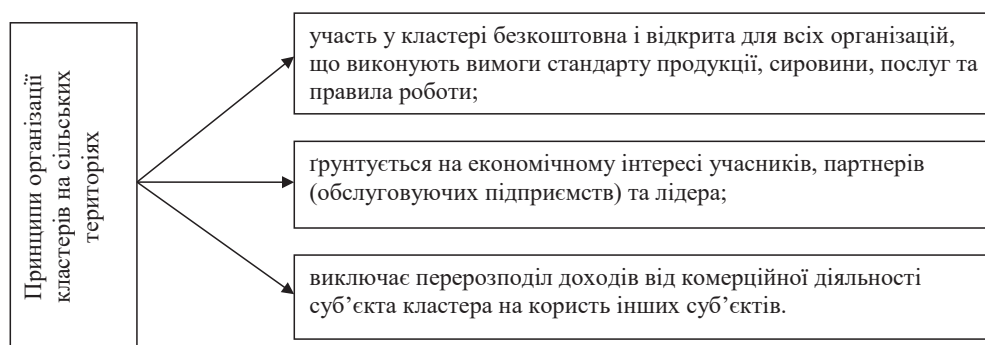 Принципи організації
кластерів на сільських
територіях
участь у кластері безкоштовна і відкрита для всіх організацій,
що виконують вимоги стандарту продукції, сировини, послуг та
правила роботи;
ґрунтується на економічному інтересі учасників, партнерів
(обслуговуючих підприємств) та лідера;
виключає перерозподіл доходів від комерційної діяльності
суб’єкта кластера на користь інших суб’єктів.